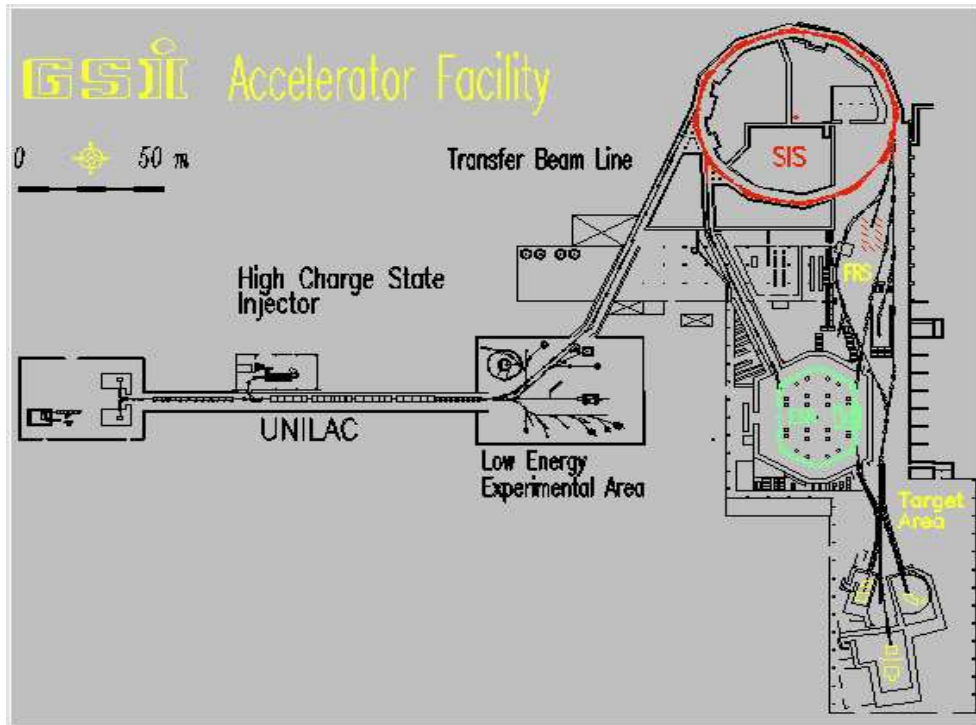 GSI Accelerator Facility
0 50 m
Transfer Beam Line
SIS
FRS
High Charge State
Injector
UNILAC
Low Energy
Experimental Area
ESR
Target
Area